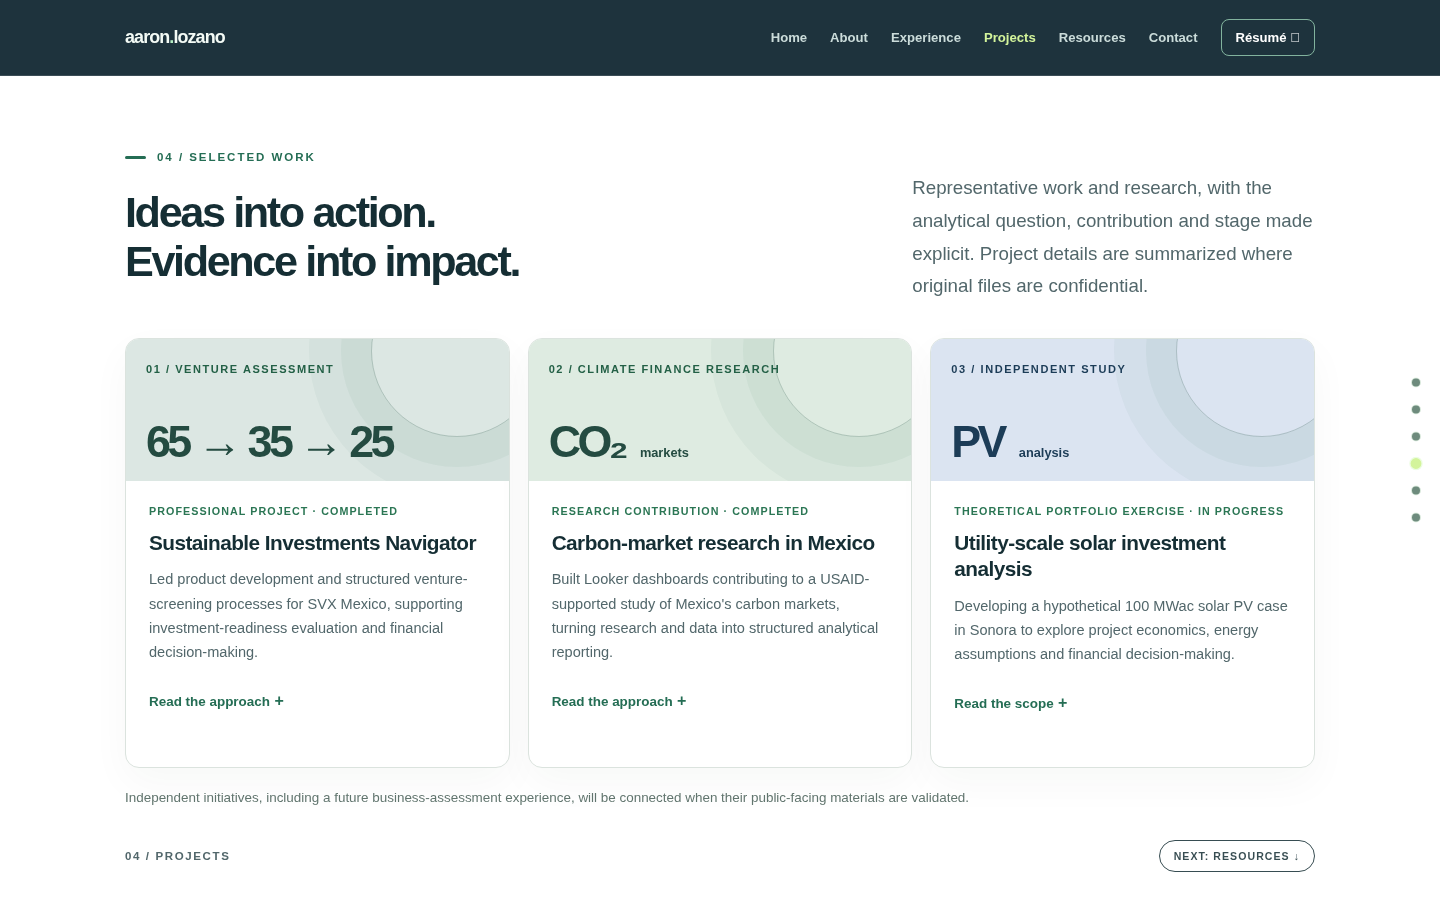 aaron.lozano
Home About Experience Projects Resources Contact Résumé
04 / SELECTED WORK
Ideas into action.
Evidence into impact.
Representative work and research, with the
analytical question, contribution and stage made
explicit. Project details are summarized where
original files are confidential.
01 / VENTURE ASSESSMENT
65 → 35 → 25
PROFESSIONAL PROJECT · COMPLETED
Sustainable Investments Navigator
Led product development and structured venture-
screening processes for SVX Mexico, supporting
investment-readiness evaluation and financial
decision-making.
Read the approach +
02 / CLIMATE FINANCE RESEARCH
CO₂ markets
RESEARCH CONTRIBUTION · COMPLETED
Carbon-market research in Mexico
Built Looker dashboards contributing to a USAID-
supported study of Mexico's carbon markets,
turning research and data into structured analytical
reporting.
Read the approach +
03 / INDEPENDENT STUDY
PV analysis
THEORETICAL PORTFOLIO EXERCISE · IN PROGRESS
Utility-scale solar investment
analysis
Developing a hypothetical 100 MWac solar PV case
in Sonora to explore project economics, energy
assumptions and financial decision-making.
Read the scope +
Independent initiatives, including a future business-assessment experience, will be connected when their public-facing materials are validated.
04 / PROJECTS
NEXT: RESOURCES ↓